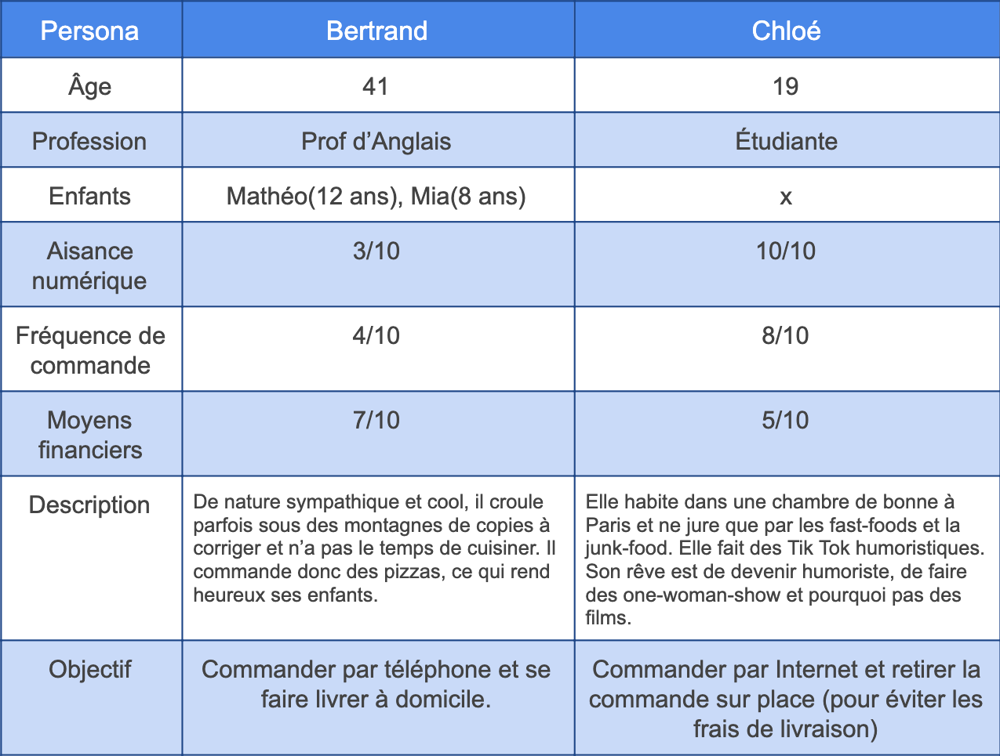 Persona Bertrand Chloé
Âge 41 19
Profession Prof d’Anglais Étudiante
Enfants Mathéo(12 ans), Mia(8 ans) x
Aisance
numérique
3/10 10/10
Fréquence de
commande
4/10 8/10
Moyens
financiers
7/10 5/10
Description
De nature sympathique et cool, il croule
parfois sous des montagnes de copies à
corriger et n’a pas le temps de cuisiner. Il
commande donc des pizzas, ce qui rend
heureux ses enfants.
Elle habite dans une chambre de bonne à
Paris et ne jure que par les fast-foods et la
junk-food. Elle fait des Tik Tok humoristiques.
Son rêve est de devenir humoriste, de faire
des one-woman-show et pourquoi pas des
films.
Objectif
Commander par téléphone et se
faire livrer à domicile.
Commander par Internet et retirer la
commande sur place (pour éviter les
frais de livraison)